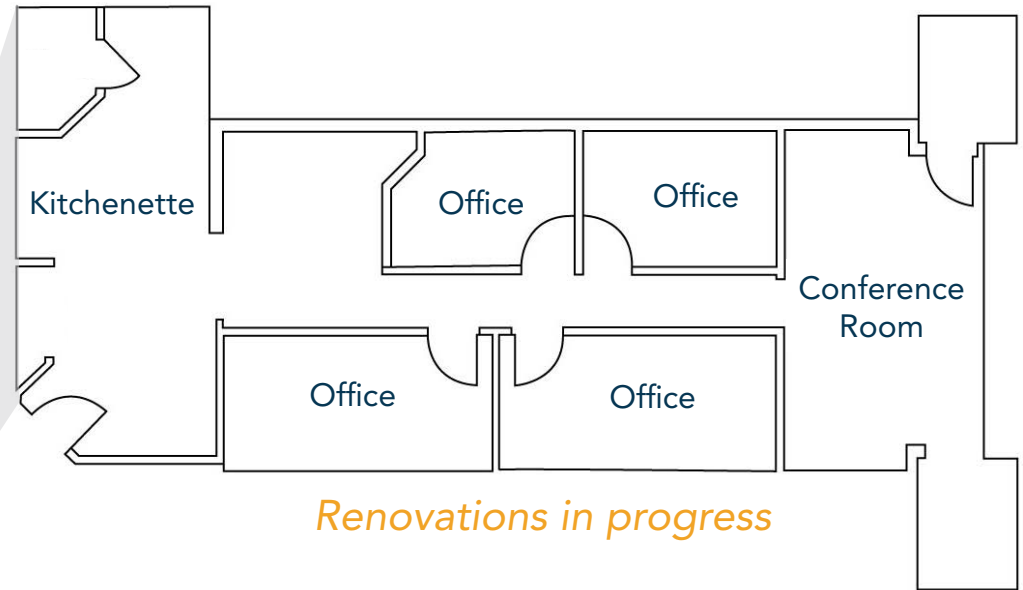 Kitchenette
Office
Office
Conference
Room
Office
Office
Renovations in progress